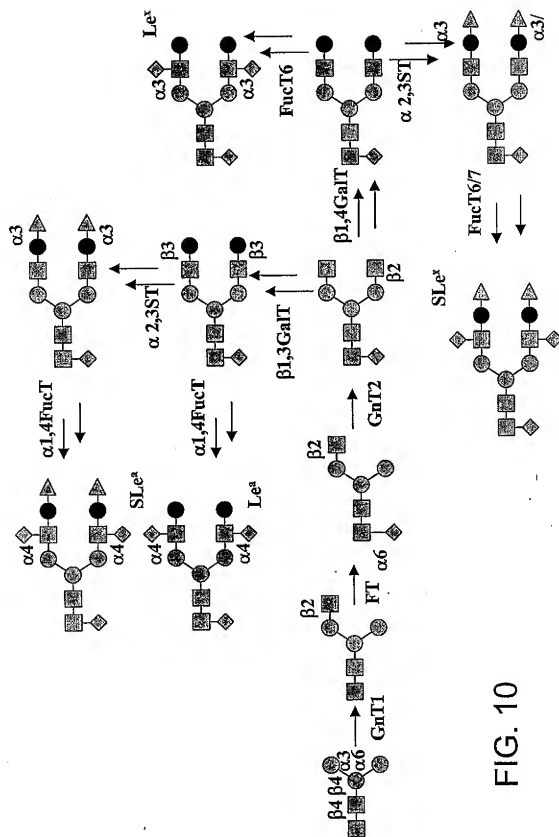 Le^x
α3
α3
FucT6
α 2,3ST
α3
α3/
FucT6/7
SLe^x
α3
α3
α 2,3ST
β3
β3
β1,3GalT
β1,4GalT
α1,4FucT
α1,4FucT
α4
α4
SLe^a
α4
α4
Le^a
β2
GnT2
β2
α6
FT
β2
GnT1
β4 β4 α3
α6
FIG. 10